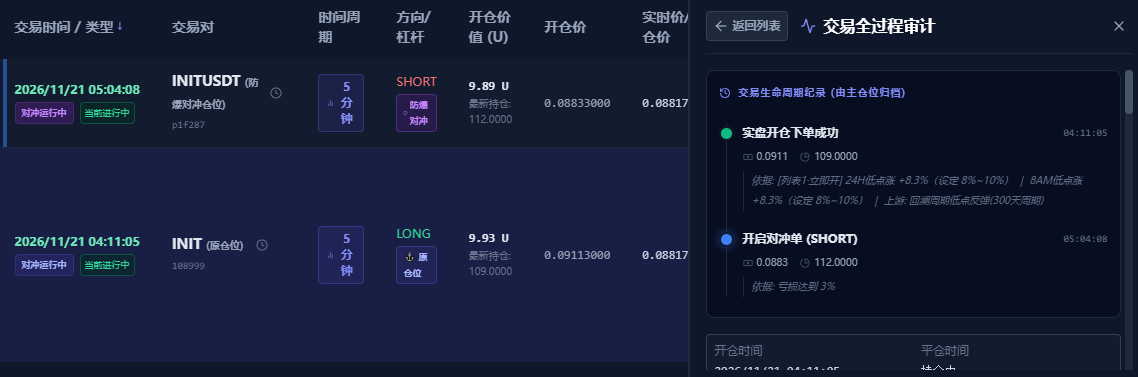 交易时间 / 类型 ↓
交易对
时间周
期
方向/
杠杆
开仓价
值 (U)
开仓价
实时价/
仓价
2026/11/21 05:04:08
对冲运行中 当前进行中
INITUSDT (防
爆对冲仓位)
p1f287
5
分
钟
SHORT
防爆
对冲
9.89 U
最新持仓:
112.0000
0.08833000
0.08817
2026/11/21 04:11:05
对冲运行中 当前进行中
INIT (原仓位)
108999
5
分
钟
LONG
原
仓位
9.93 U
最新持仓:
109.0000
0.09113000
0.08817
返回列表
交易全过程审计
交易生命周期纪录 (由主仓位归档)
实盘开仓下单成功 04:11:05
0.0911 109.0000
依据: [列表1-立即开] 24H低点涨 +8.3%（设定 8%~10%） | 8AM低点涨
+8.3%（设定 8%~10%） | 上游: 回溯周期低点反弹(300天周期)
开启对冲单 (SHORT) 05:04:08
0.0883 112.0000
依据: 亏损达到 3%
开仓时间
平仓时间
2026/11/21 04:11:05
持仓中